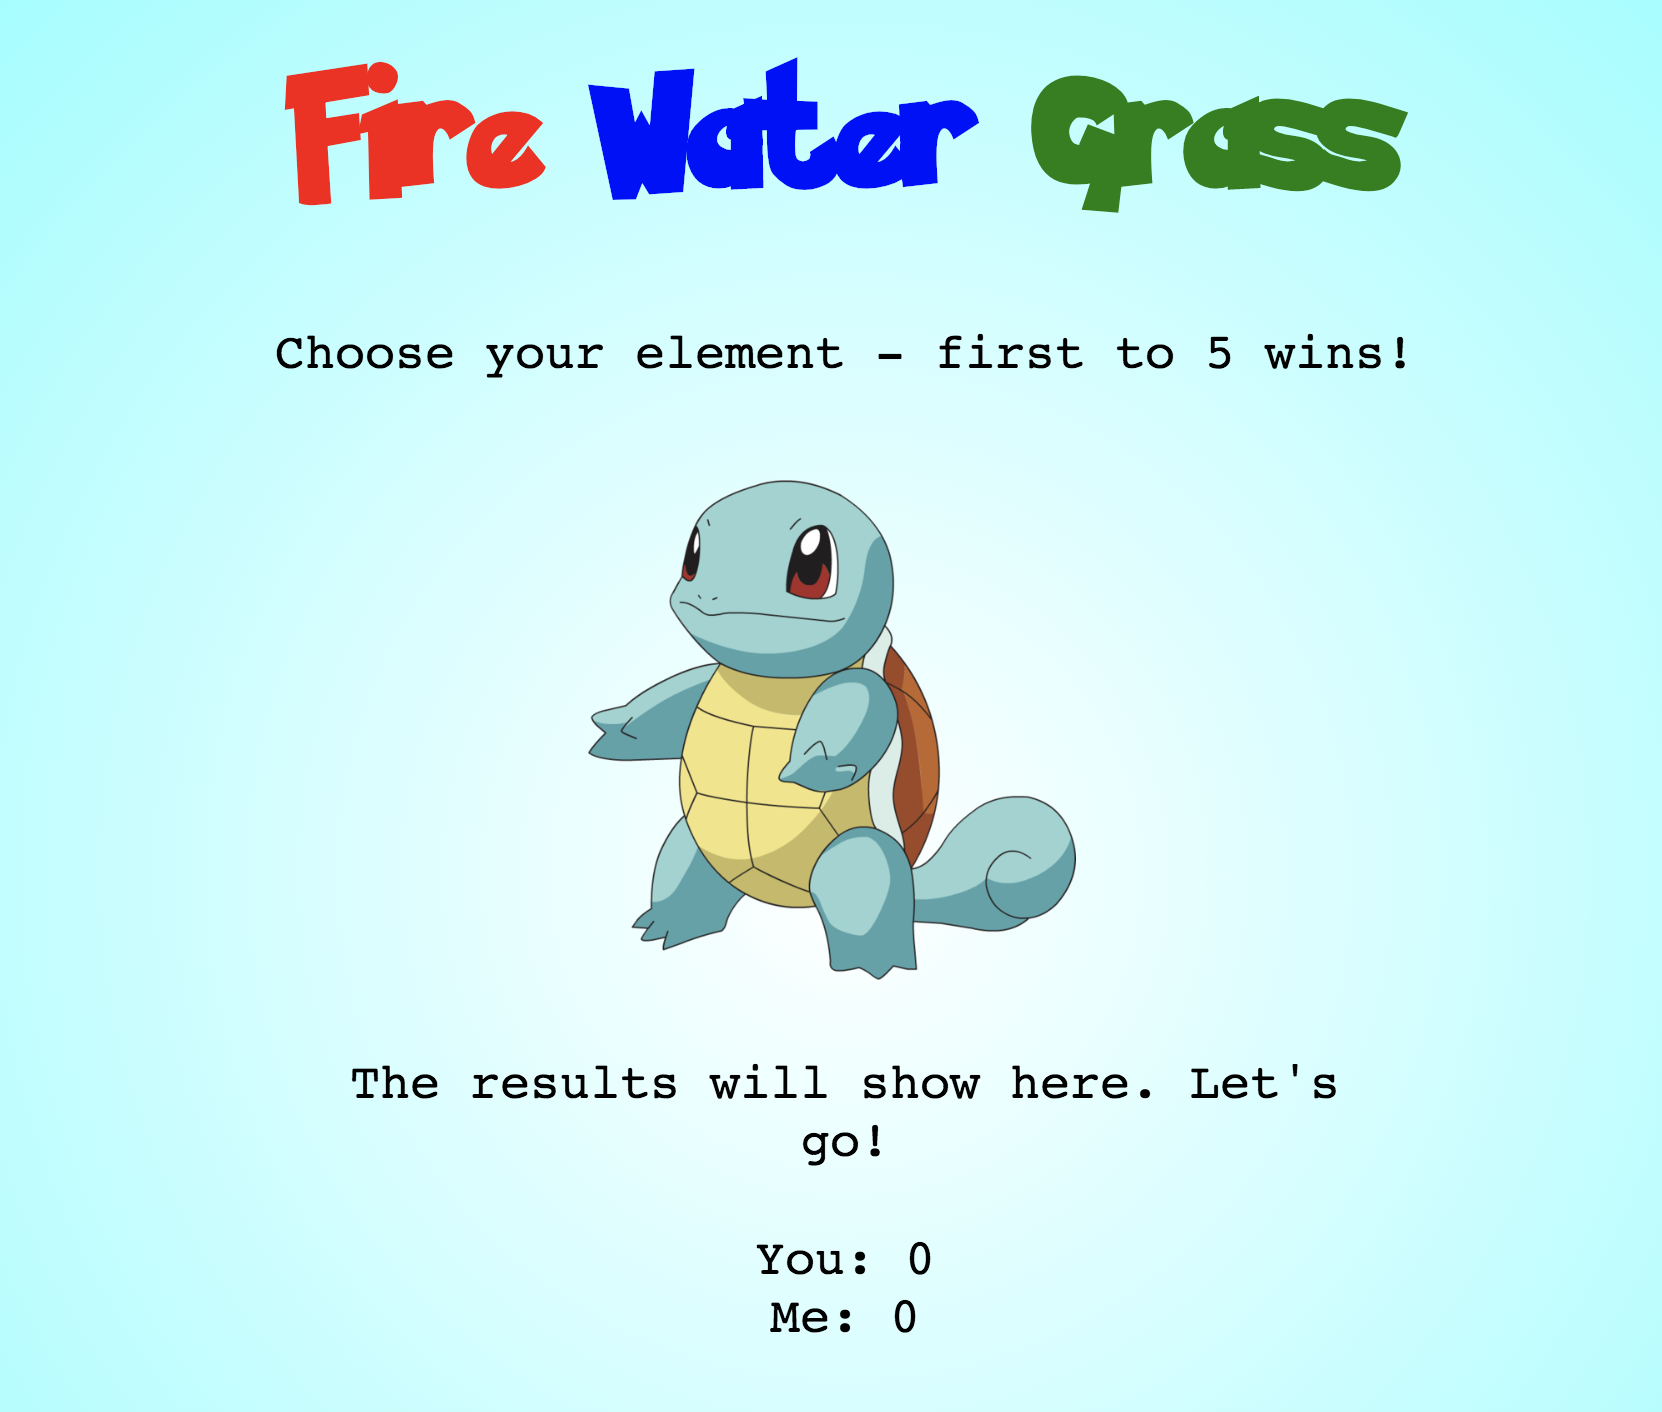 Fire Water Grass
Choose your element - first to 5 wins!
The results will show here. Let's
go!
You: 0
Me: 0